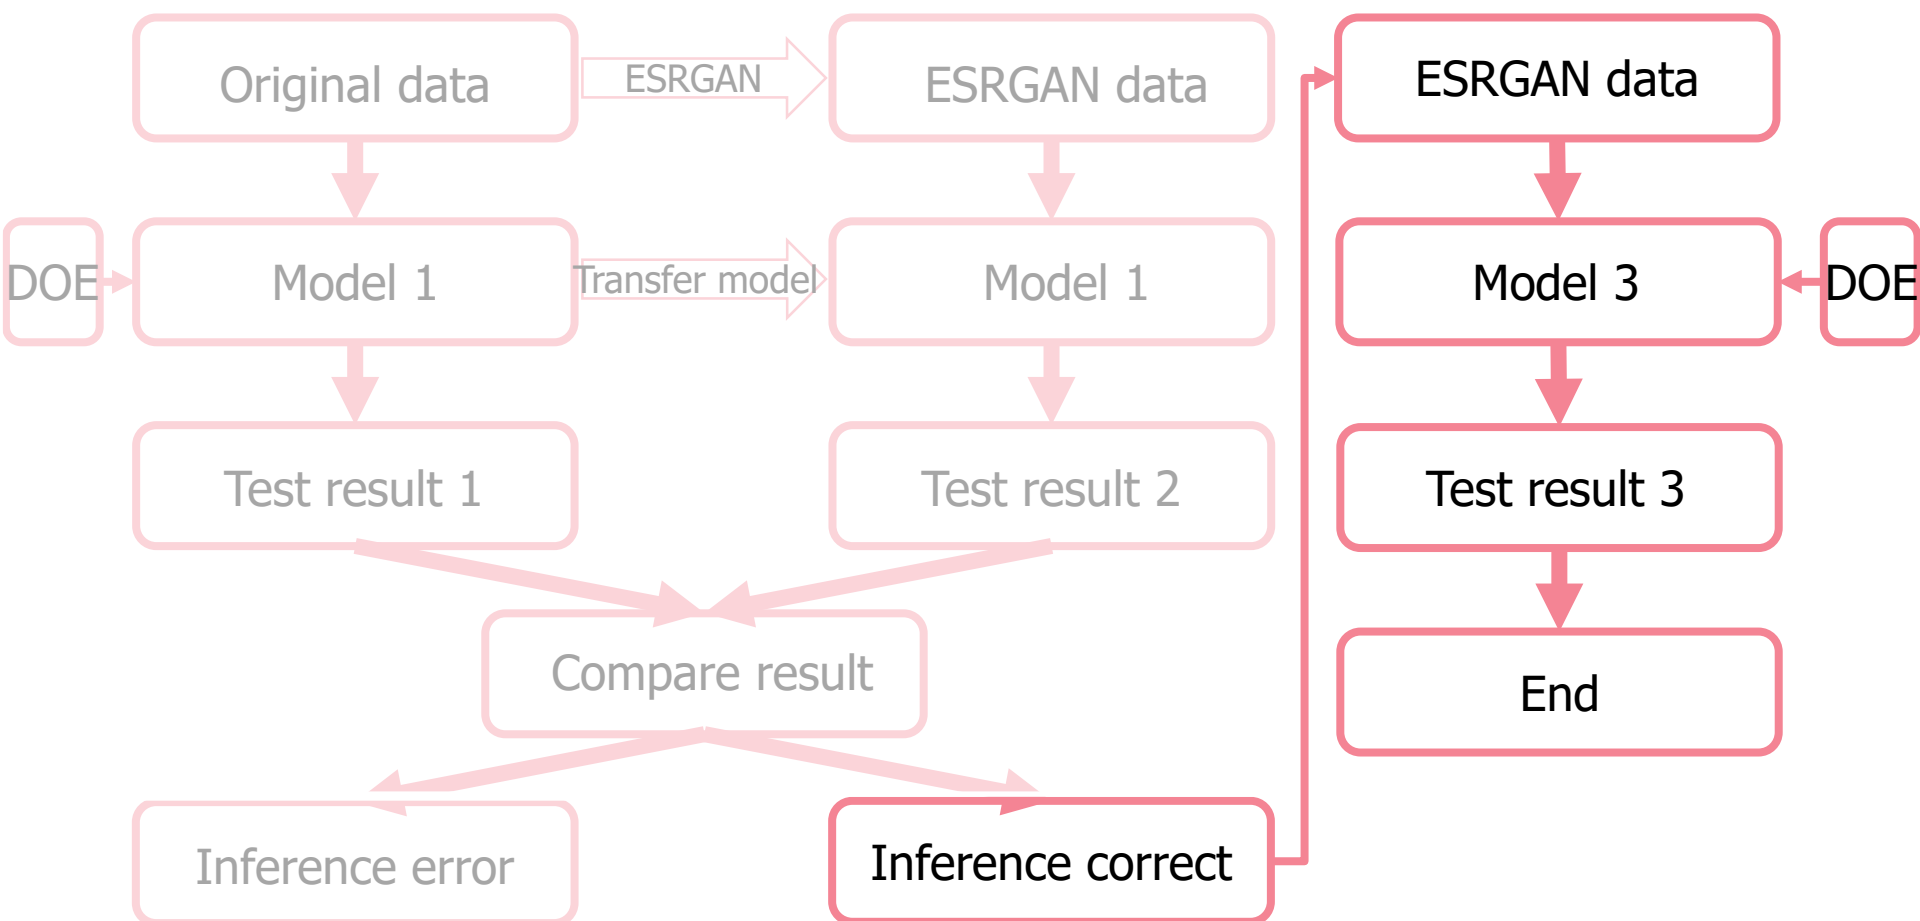 Original data
ESRGAN
ESRGAN data
ESRGAN data
DOE
Model 1
Transfer model
Model 1
Model 3
DOE
Test result 1
Test result 2
Test result 3
Compare result
End
Inference error
Inference correct